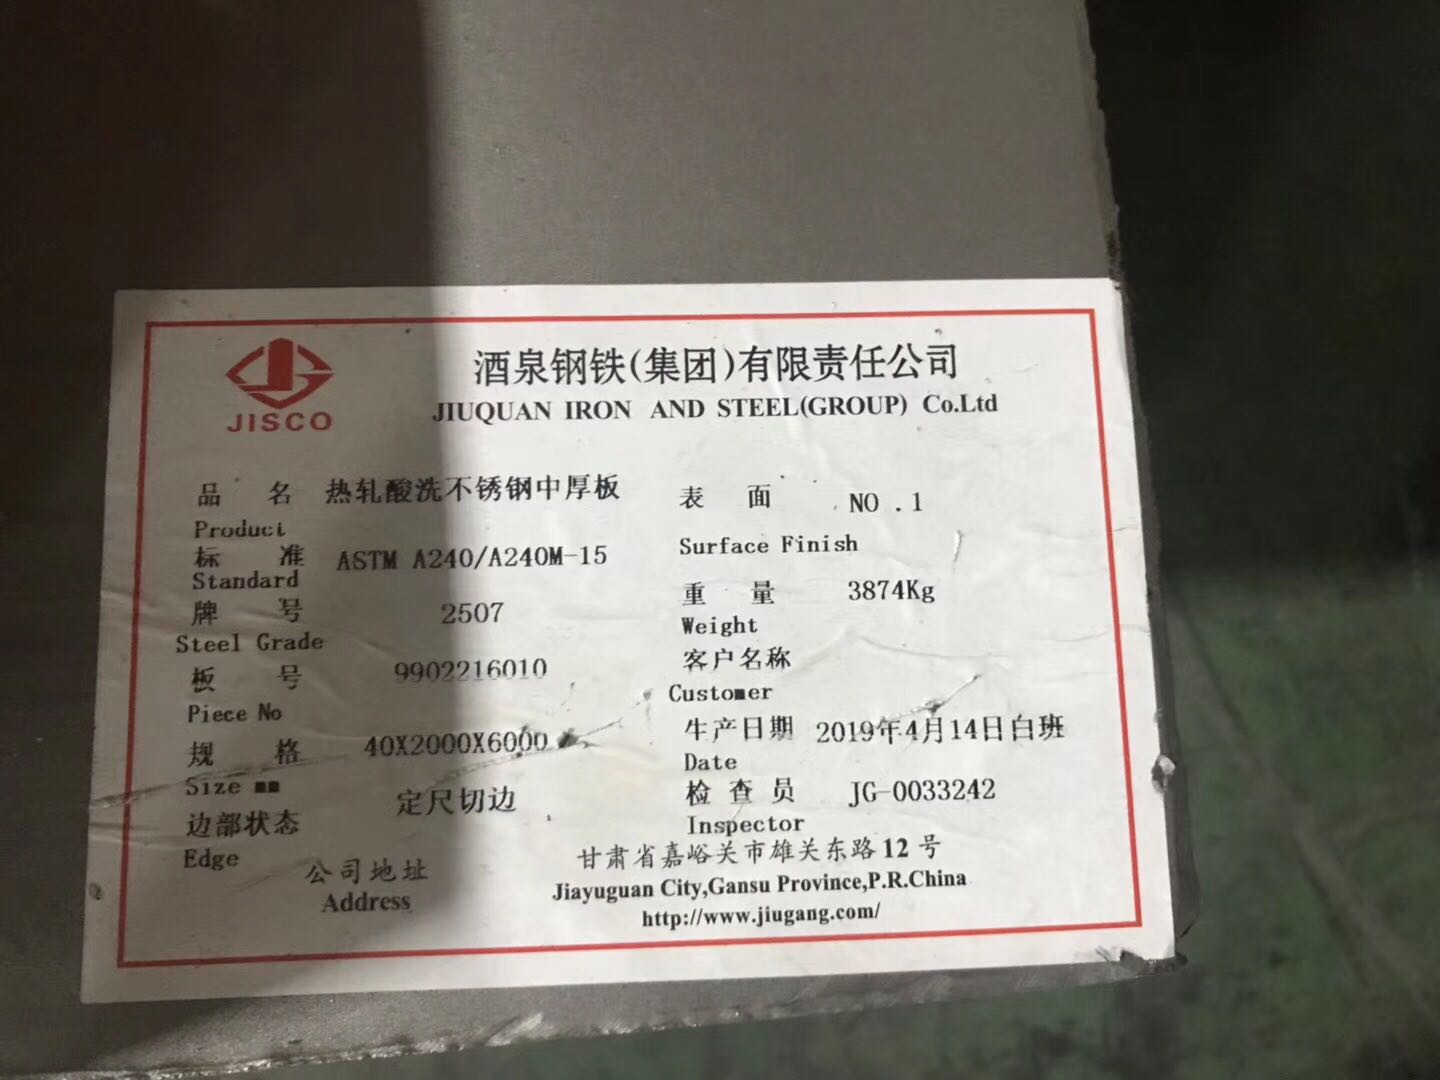 酒泉钢铁(集团)有限责任公司
JISCO
JIUQUAN IRON AND STEEL(GROUP) Co.Ltd
品 名 热轧酸洗不锈钢中厚板
Product
标 准 ASTM A240/A240M-15
Standard
牌 号 2507
Steel Grade
板 号 9902216010
Piece No
规 格 40X2000X6000
Size mm
边部状态 定尺切边
Edge
表 面 NO .1
Surface Finish
重 量 3874Kg
Weight
客户名称
Customer
生产日期 2019年4月14日白班
Date
检 查 员 JG-0033242
Inspector
公司地址 甘肃省嘉峪关市雄关东路12号
Address Jiayuguan City,Gansu Province,P.R.China
http://www.jiugang.com/